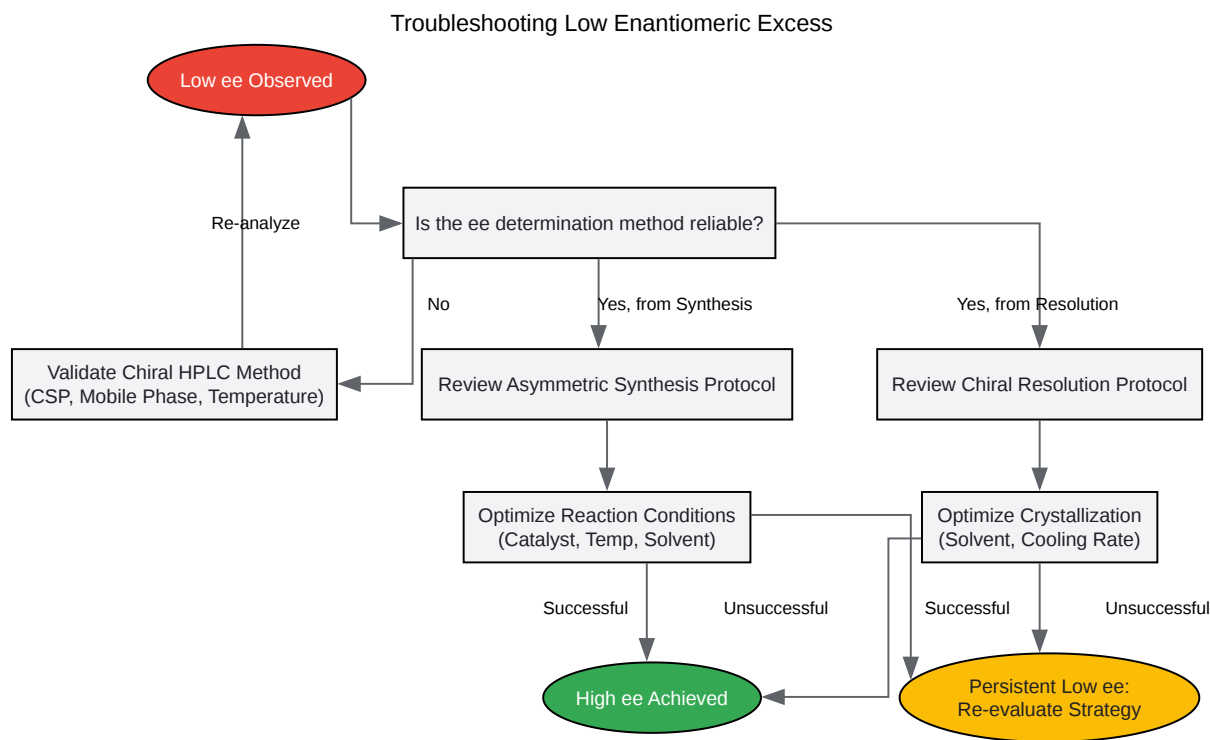 Troubleshooting Low Enantiomeric Excess
Low ee Observed
Re-analyze
Is the ee determination method reliable?
No
Yes, from Synthesis
Yes, from Resolution
Validate Chiral HPLC Method
(CSP, Mobile Phase, Temperature)
Review Asymmetric Synthesis Protocol
Review Chiral Resolution Protocol
Optimize Reaction Conditions
(Catalyst, Temp, Solvent)
Optimize Crystallization
(Solvent, Cooling Rate)
Successful
Unsuccessful
Successful
Unsuccessful
High ee Achieved
Persistent Low ee:
Re-evaluate Strategy